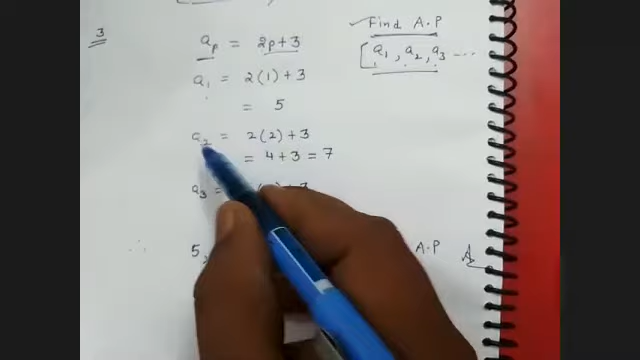 3
a_p = 2p+3
Find A.P
[a₁, a₂, a₃ ....
a₁ = 2(1)+3
= 5
a₂ = 2(2)+3
= 4+3 = 7
a₃ =
∴ 5,
A.P